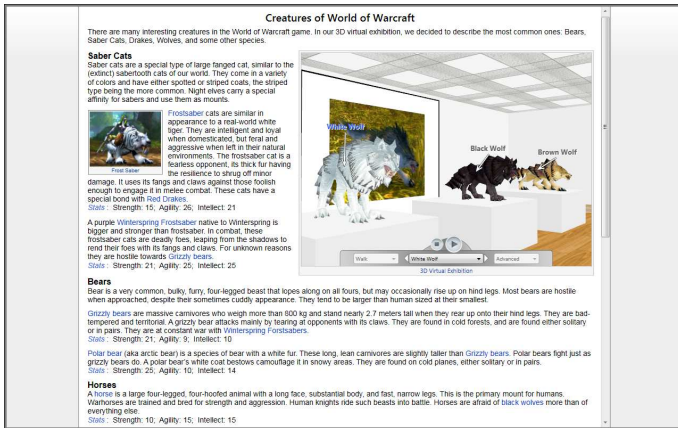 Creatures of World of Warcraft
There are many interesting creatures in the World of Warcraft game. In our 3D virtual exhibition, we decided to describe the most common ones: Bears,
Saber Cats, Drakes, Wolves, and some other species.
Saber Cats
Saber cats are a special type of large fanged cat, similar to the
(extinct) sabertooth cats of our world. They come in a variety
of colors and have either spotted or striped coats, the striped
type being the more common. Night elves carry a special
affinity for sabers and use them as mounts.
Frostsaber cats are similar in
appearance to a real-world white
tiger. They are intelligent and loyal
when domesticated, but feral and
aggressive when left in their natural
environments. The frostsaber cat is a
fearless opponent, its thick fur having
the resilience to shrug off minor
Frost Saber
damage. It uses its fangs and claws against those foolish
enough to engage it in melee combat. These cats have a
special bond with Red Drakes.
Stats : Strength: 15; Agility: 26; Intellect: 21
A purple Winterspring Frostsaber native to Winterspring is
bigger and stronger than frostsaber. In combat, these
frostsaber cats are deadly foes, leaping from the shadows to
rend their foes with its fangs and claws. For unknown reasons
they are hostile towards Grizzly bears.
Stats : Strength: 21; Agility: 25; Intellect: 25
White Wolf
Black Wolf
Brown Wolf
Walk
White Wolf
Advanced
3D Virtual Exhibition
Bears
Bear is a very common, bulky, furry, four-legged beast that lopes along on all fours, but may occasionally rise up on hind legs. Most bears are hostile
when approached, despite their sometimes cuddly appearance. They tend to be larger than human sized at their smallest.
Grizzly bears are massive carnivores who weigh more than 800 kg and stand nearly 2.7 meters tall when they rear up onto their hind legs. They are bad-
tempered and territorial. A grizzly bear attacks mainly by tearing at opponents with its claws. They are found in cold forests, and are found either solitary
or in pairs. They are at constant war with Winterspring Forstsabers.
Stats : Strength: 21; Agility: 9; Intellect: 10
Polar bear (aka arctic bear) is a species of bear with a white fur. These long, lean carnivores are slightly taller than Grizzly bears. Polar bears fight just as
grizzly bears do. A polar bear's white coat bestows camouflage it in snowy areas. They are found on cold planes, either solitary or in pairs.
Stats : Strength: 25; Agility: 10; Intellect: 14
Horses
A horse is a large four-legged, four-hoofed animal with a long face, substantial body, and fast, narrow legs. This is the primary mount for humans.
Warhorses are trained and bred for strength and aggression. Human knights ride such beasts into battle. Horses are afraid of black wolves more than of
everything else.
Stats : Strength: 10; Agility: 15; Intellect: 15